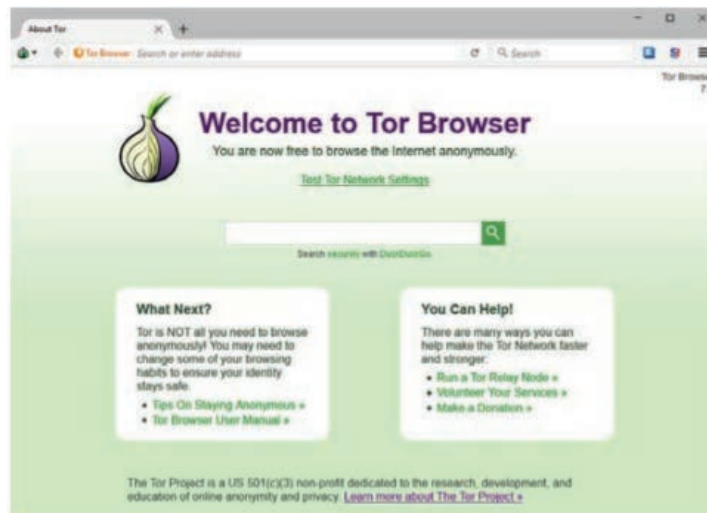 About Tor
Tor Browser Search or enter address
Search
Tor Browser
7
Welcome to Tor Browser
You are now free to browse the Internet anonymously.
Test Tor Network Settings
Search securely with DuckDuckGo.
What Next?
Tor is NOT all you need to browse
anonymously! You may need to
change some of your browsing
habits to ensure your identity
stays safe.
• Tips On Staying Anonymous »
• Tor Browser User Manual »
You Can Help!
There are many ways you can
help make the Tor Network faster
and stronger:
• Run a Tor Relay Node »
• Volunteer Your Services »
• Make a Donation »
The Tor Project is a US 501(c)(3) non-profit dedicated to the research, development, and
education of online anonymity and privacy. Learn more about The Tor Project »